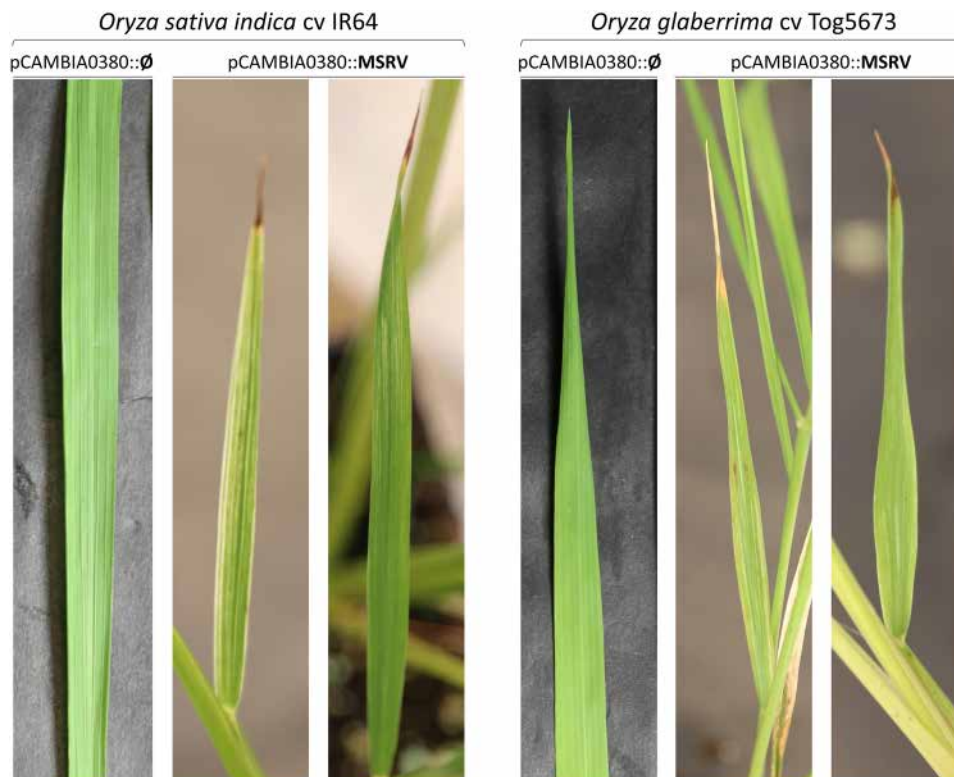 Oryza sativa indica cv IR64
Oryza glaberrima cv Tog5673
pCAMBIA0380::Ø
pCAMBIA0380::MSRV
pCAMBIA0380::Ø
pCAMBIA0380::MSRV